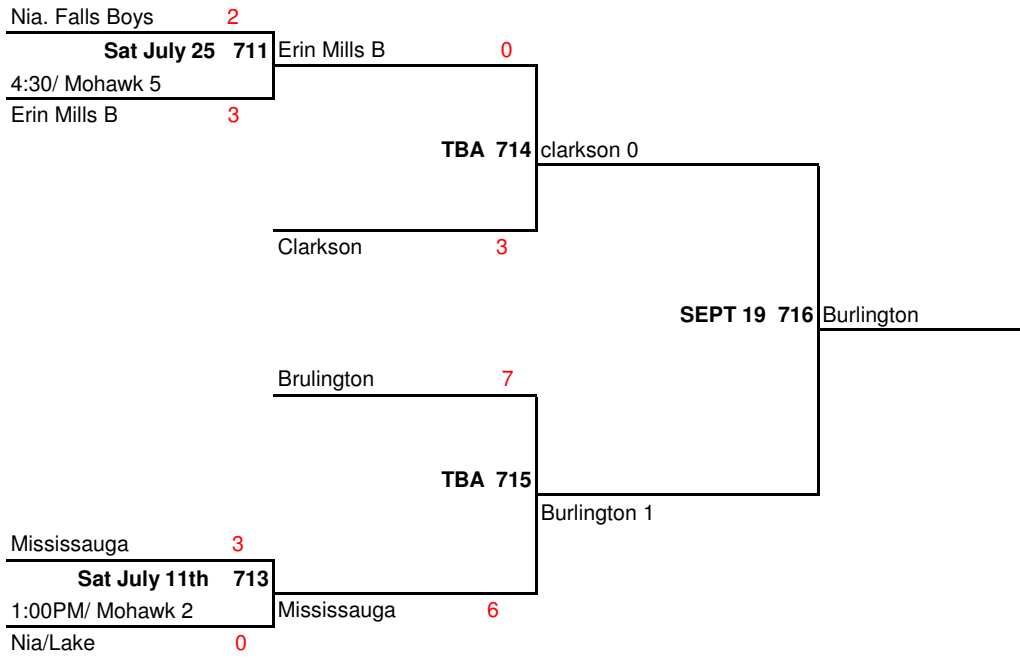 Nia. Falls Boys 2
Sat July 25 711 Erin Mills B 0
4:30/ Mohawk 5
Erin Mills B 3
TBA 714 clarkson 0
Clarkson 3
SEPT 19 716 Burlington
Brulington 7
TBA 715
Burlington 1
Mississauga 3
Sat July 11th 713
1:00PM/ Mohawk 2 Mississauga 6
Nia/Lake 0